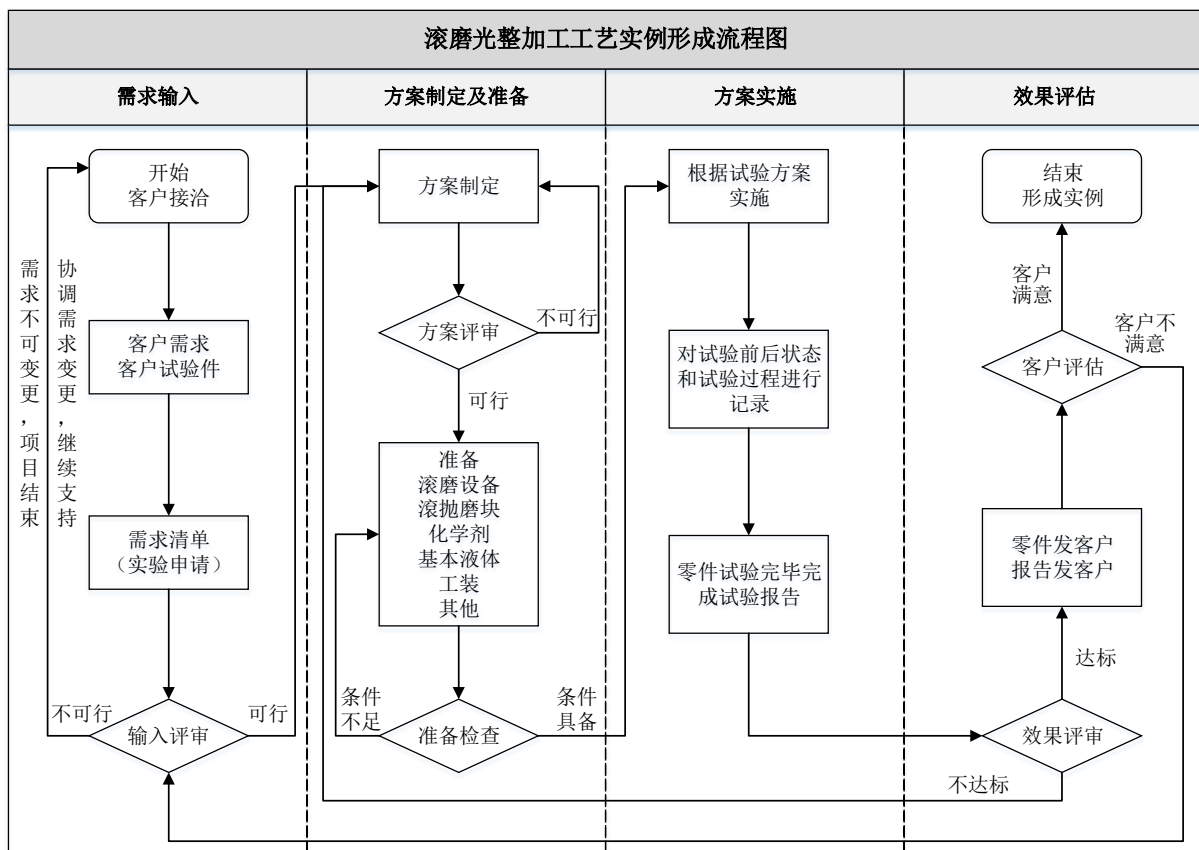 滚磨光整加工工艺实例形成流程图
需求输入
方案制定及准备
方案实施
效果评估
开始
客户接洽
客户需求
客户试验件
需求清单
（实验申请）
输入评审
不可行
可行
需求不可变更，项目结束
协调需求变更，继续支持
方案制定
方案评审
不可行
可行
准备
滚磨设备
滚抛磨块
化学剂
基本液体
工装
其他
准备检查
条件
不足
条件
具备
根据试验方案
实施
对试验前后状态
和试验过程进行
记录
零件试验完毕完
成试验报告
结束
形成实例
客户
满意
客户不
满意
客户评估
零件发客户
报告发客户
达标
效果评审
不达标